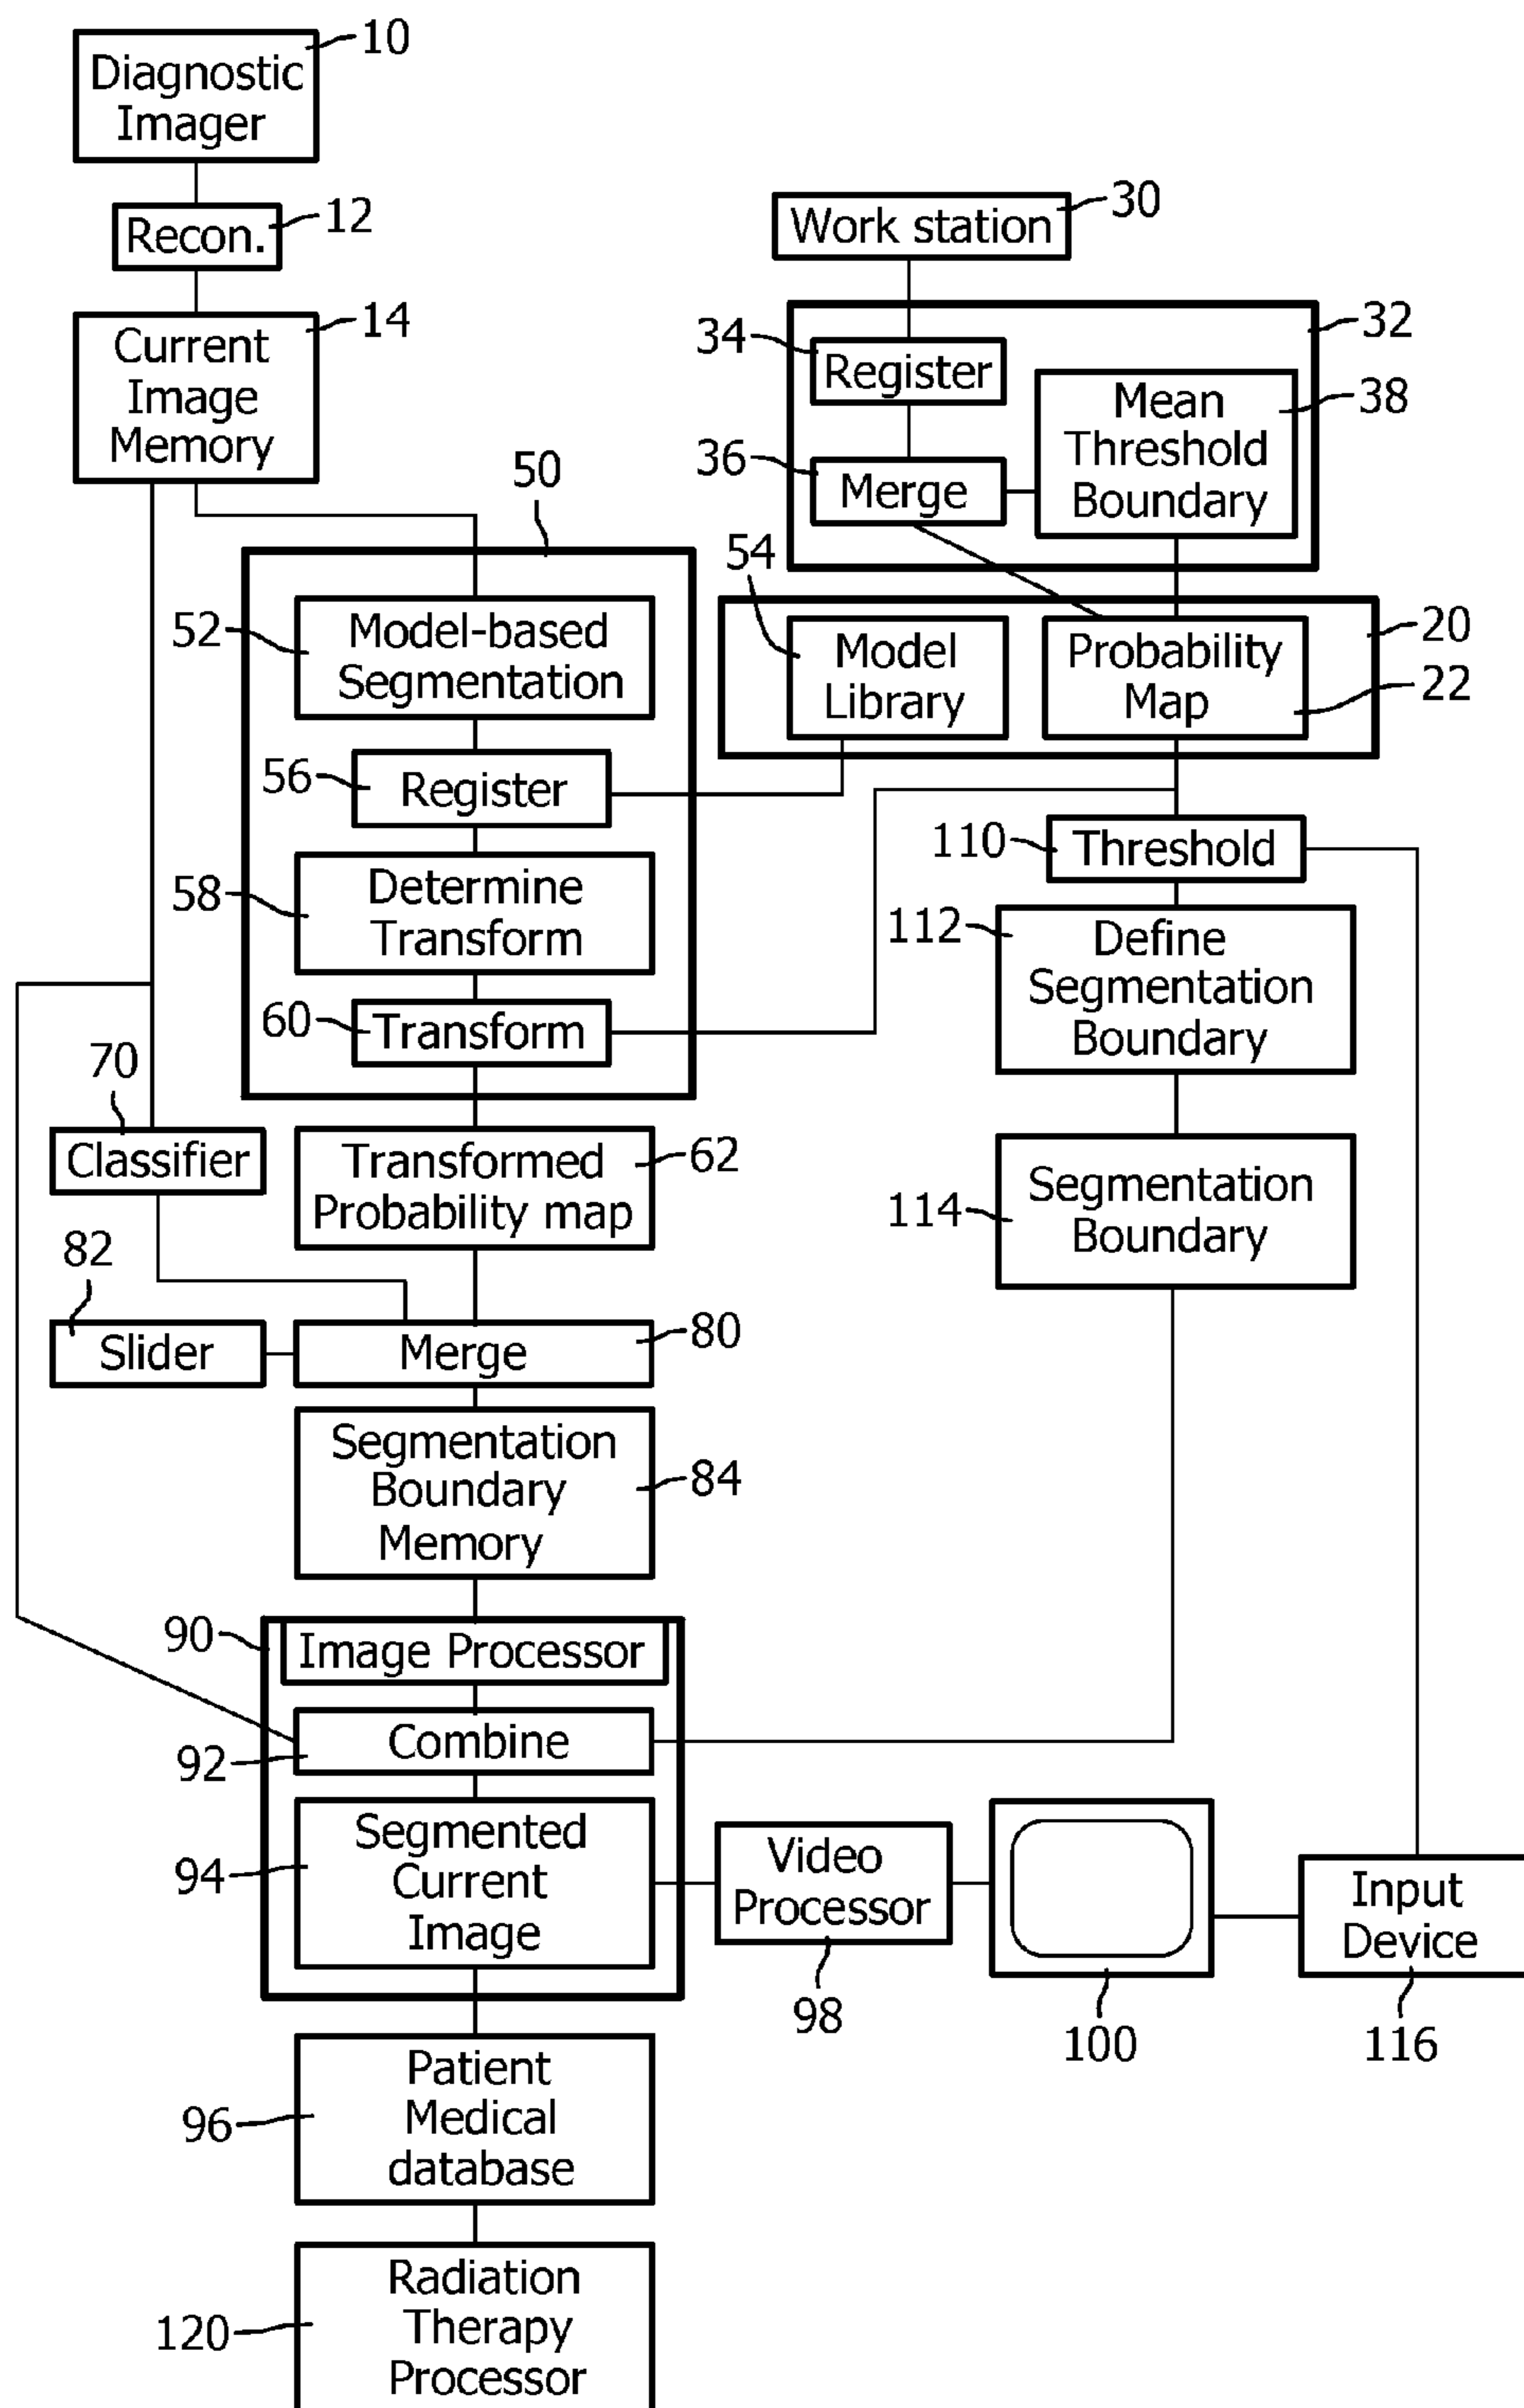 10
Diagnostic
Imager
12
Recon.
14
Current
Image
Memory
30
Work station
32
34
Register
36
Merge
38
Mean
Threshold
Boundary
50
52
Model-based
Segmentation
56
Register
58
Determine
Transform
60
Transform
54
Model
Library
20
Probability
Map
22
110
Threshold
112
Define
Segmentation
Boundary
114
Segmentation
Boundary
70
Classifier
62
Transformed
Probability map
82
Slider
80
Merge
84
Segmentation
Boundary
Memory
90
Image Processor
92
Combine
94
Segmented
Current
Image
Video
Processor
98
100
Input
Device
116
96
Patient
Medical
database
120
Radiation
Therapy
Processor